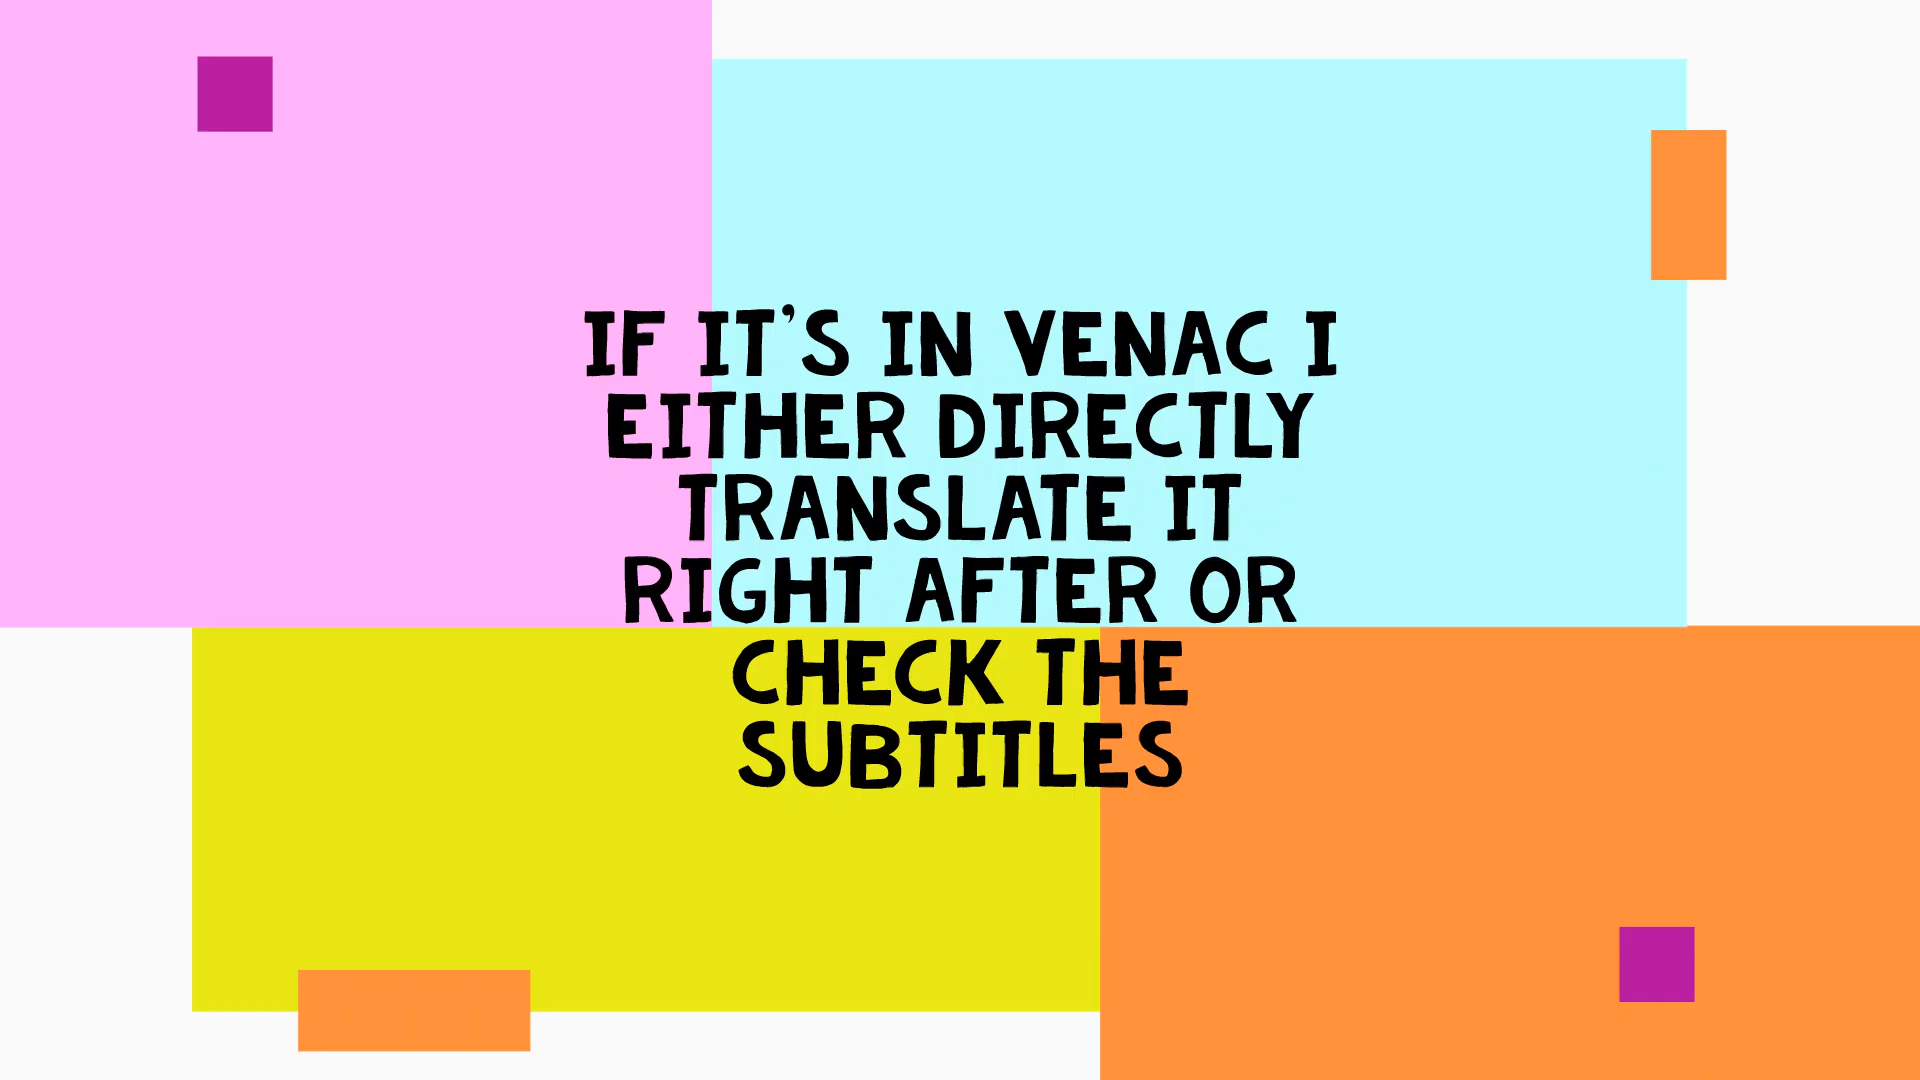 IF IT'S IN VENAC I
EITHER DIRECTLY
TRANSLATE IT
RIGHT AFTER OR
CHECK THE
SUBTITLES